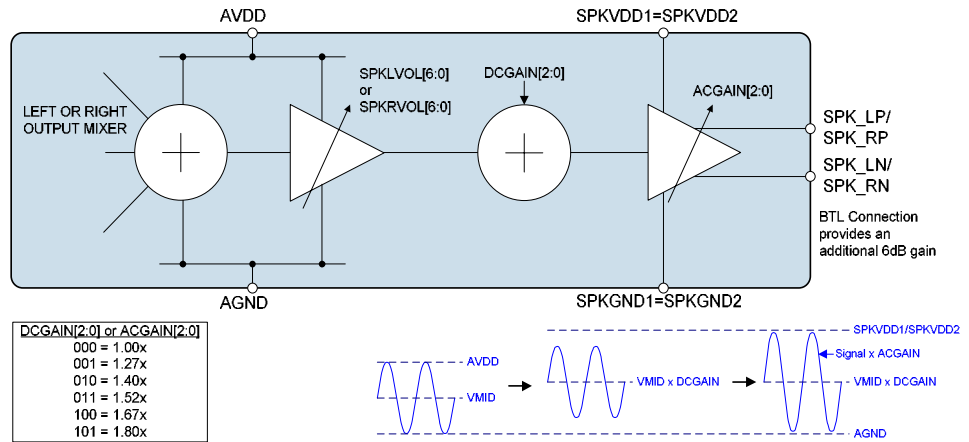 AVDD
SPKVDD1=SPKVDD2
LEFT OR RIGHT
OUTPUT MIXER
SPKLVOL[6:0]
or
SPKRVOL[6:0]
DCGAIN[2:0]
ACGAIN[2:0]
SPK_LP/
SPK_RP
SPK_LN/
SPK_RN
BTL Connection
provides an
additional 6dB gain
AGND
SPKGND1=SPKGND2
DCGAIN[2:0] or ACGAIN[2:0]
000 = 1.00x
001 = 1.27x
010 = 1.40x
011 = 1.52x
100 = 1.67x
101 = 1.80x
AVDD
VMID
VMID x DCGAIN
SPKVDD1/SPKVDD2
Signal x ACGAIN
VMID x DCGAIN
AGND